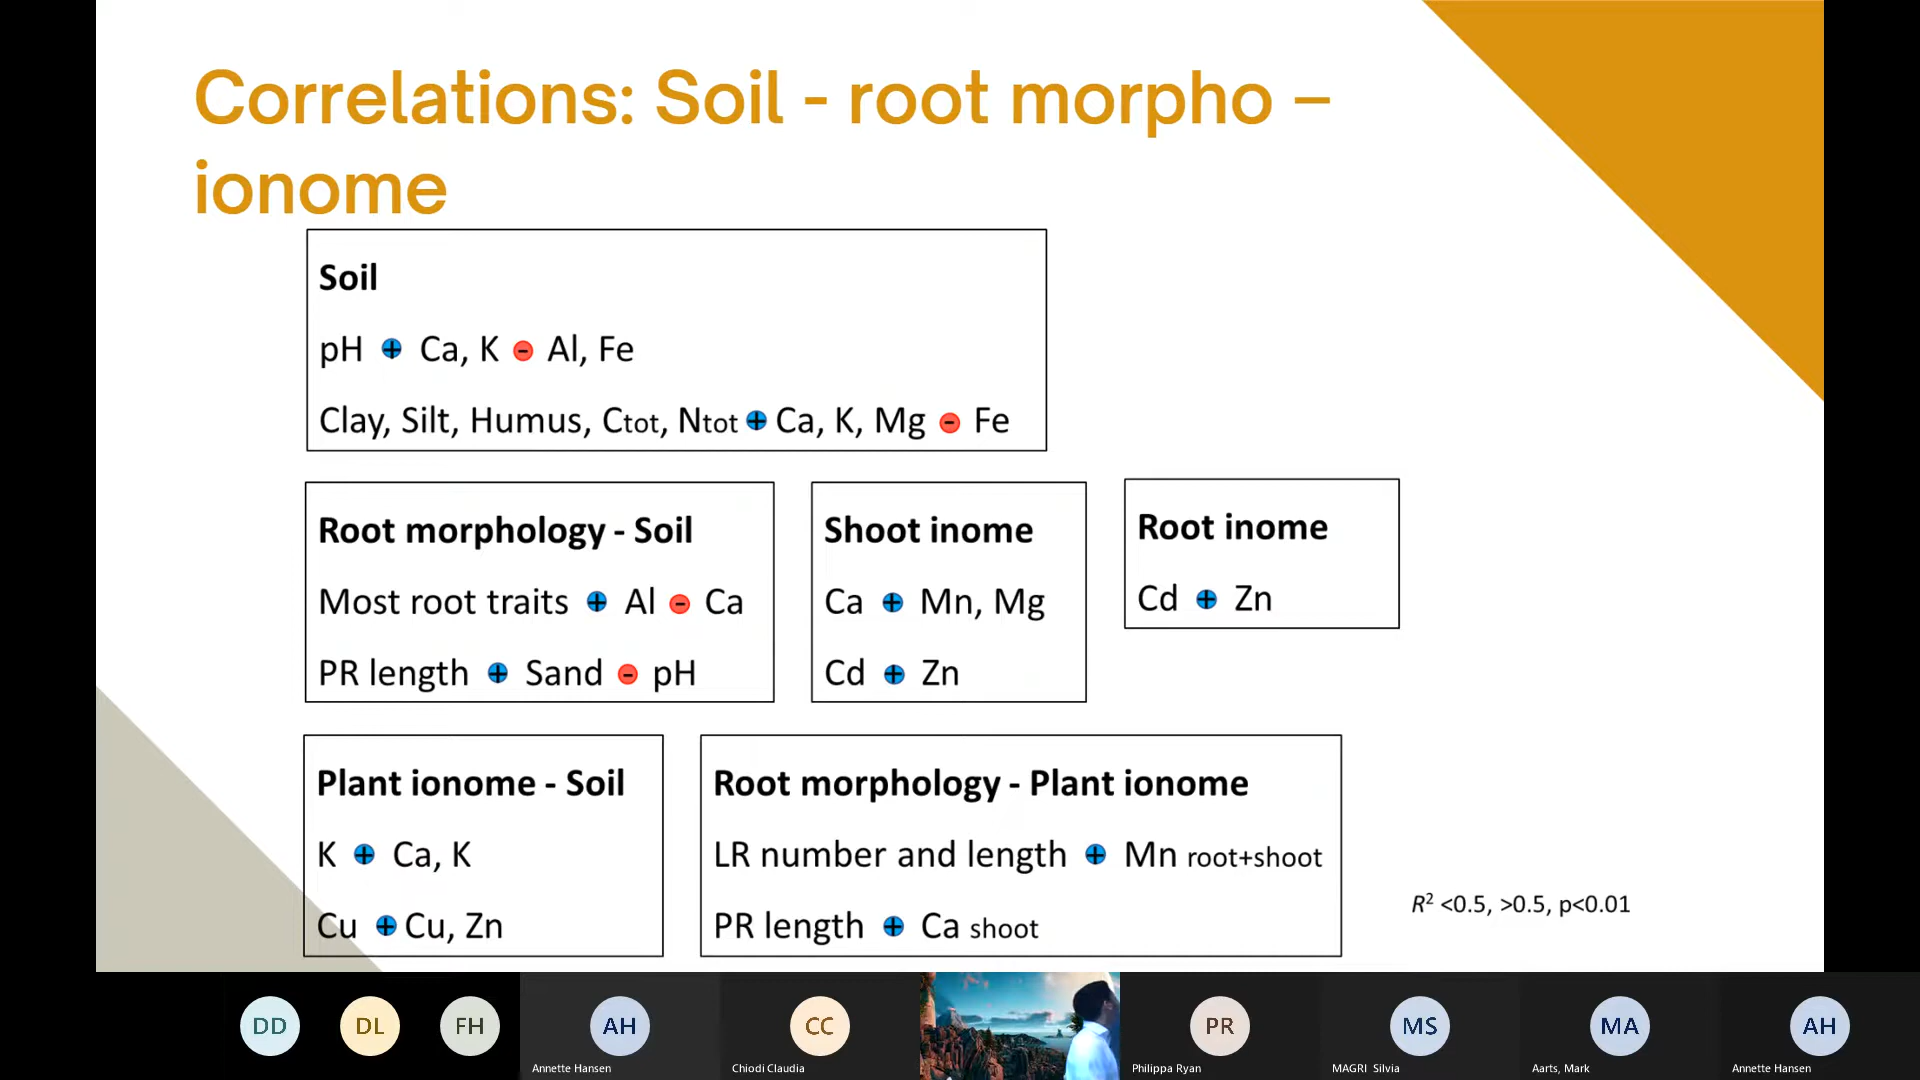 Correlations: Soil - root morpho –
ionome
Soil
pH + Ca, K - Al, Fe
Clay, Silt, Humus, Ctot, Ntot + Ca, K, Mg - Fe
Root morphology - Soil
Most root traits + Al - Ca
PR length + Sand - pH
Shoot inome
Ca + Mn, Mg
Cd + Zn
Root inome
Cd + Zn
Plant ionome - Soil
K + Ca, K
Cu + Cu, Zn
Root morphology - Plant ionome
LR number and length + Mn root+shoot
PR length + Ca shoot
R² <0.5, >0.5, p<0.01
DD
DL
FH
AH
Annette Hansen
CC
Chiodi Claudia
PR
Philippa Ryan
MS
MAGRI Silvia
MA
Aarts, Mark
AH
Annette Hansen